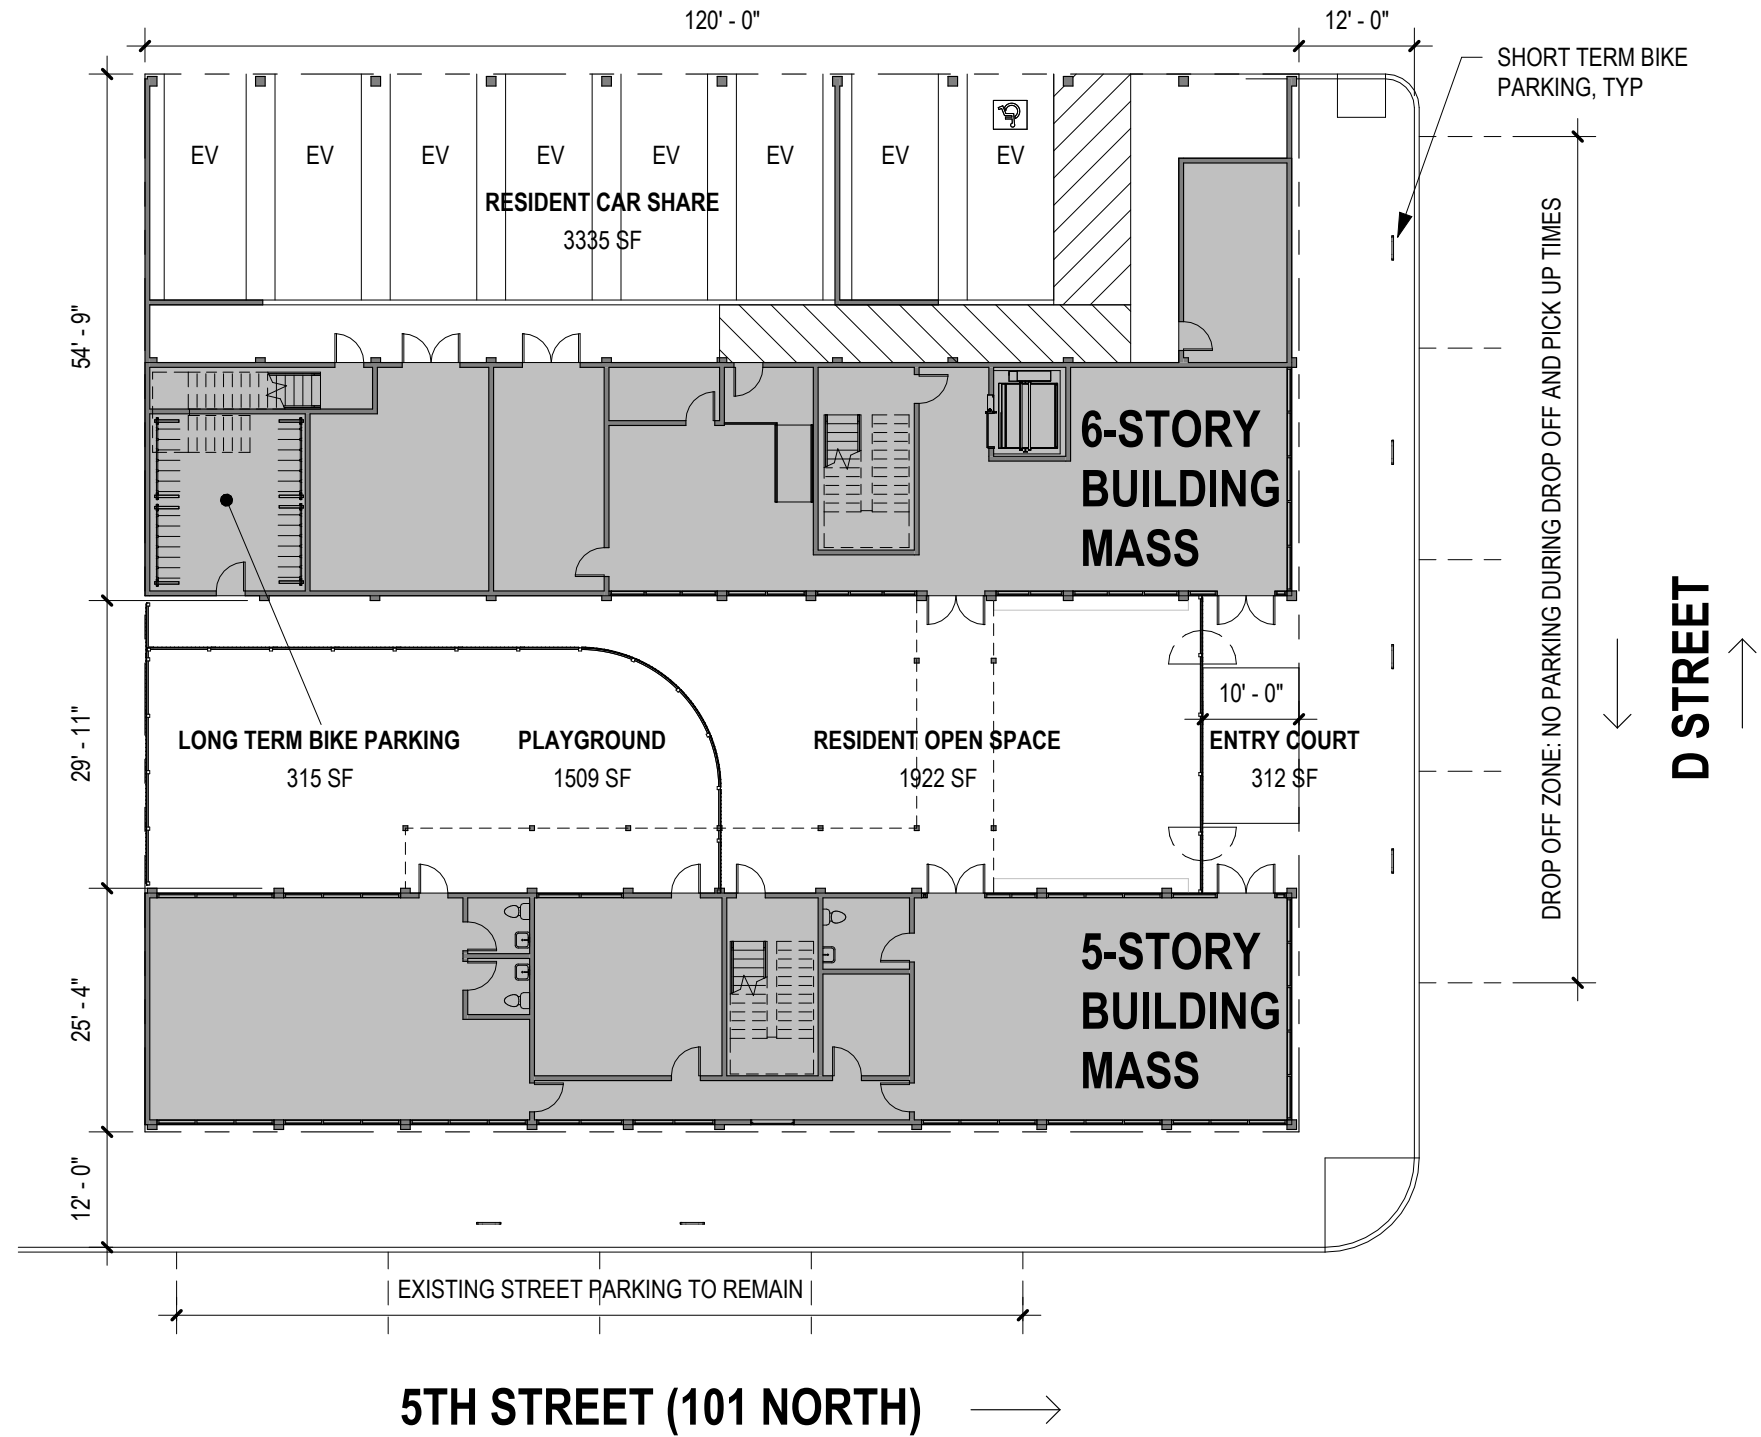 120' - 0"
12' - 0"
SHORT TERM BIKE
PARKING, TYP
EV
EV
EV
EV
EV
EV
EV
EV
RESIDENT CAR SHARE
3335 SF
54' - 9"
6-STORY
BUILDING
MASS
DROP OFF ZONE: NO PARKING DURING DROP OFF AND PICK UP TIMES
D STREET
29' - 11"
LONG TERM BIKE PARKING
315 SF
PLAYGROUND
1509 SF
RESIDENT OPEN SPACE
1922 SF
10' - 0"
ENTRY COURT
312 SF
25' - 4"
5-STORY
BUILDING
MASS
12' - 0"
EXISTING STREET PARKING TO REMAIN
5TH STREET (101 NORTH)